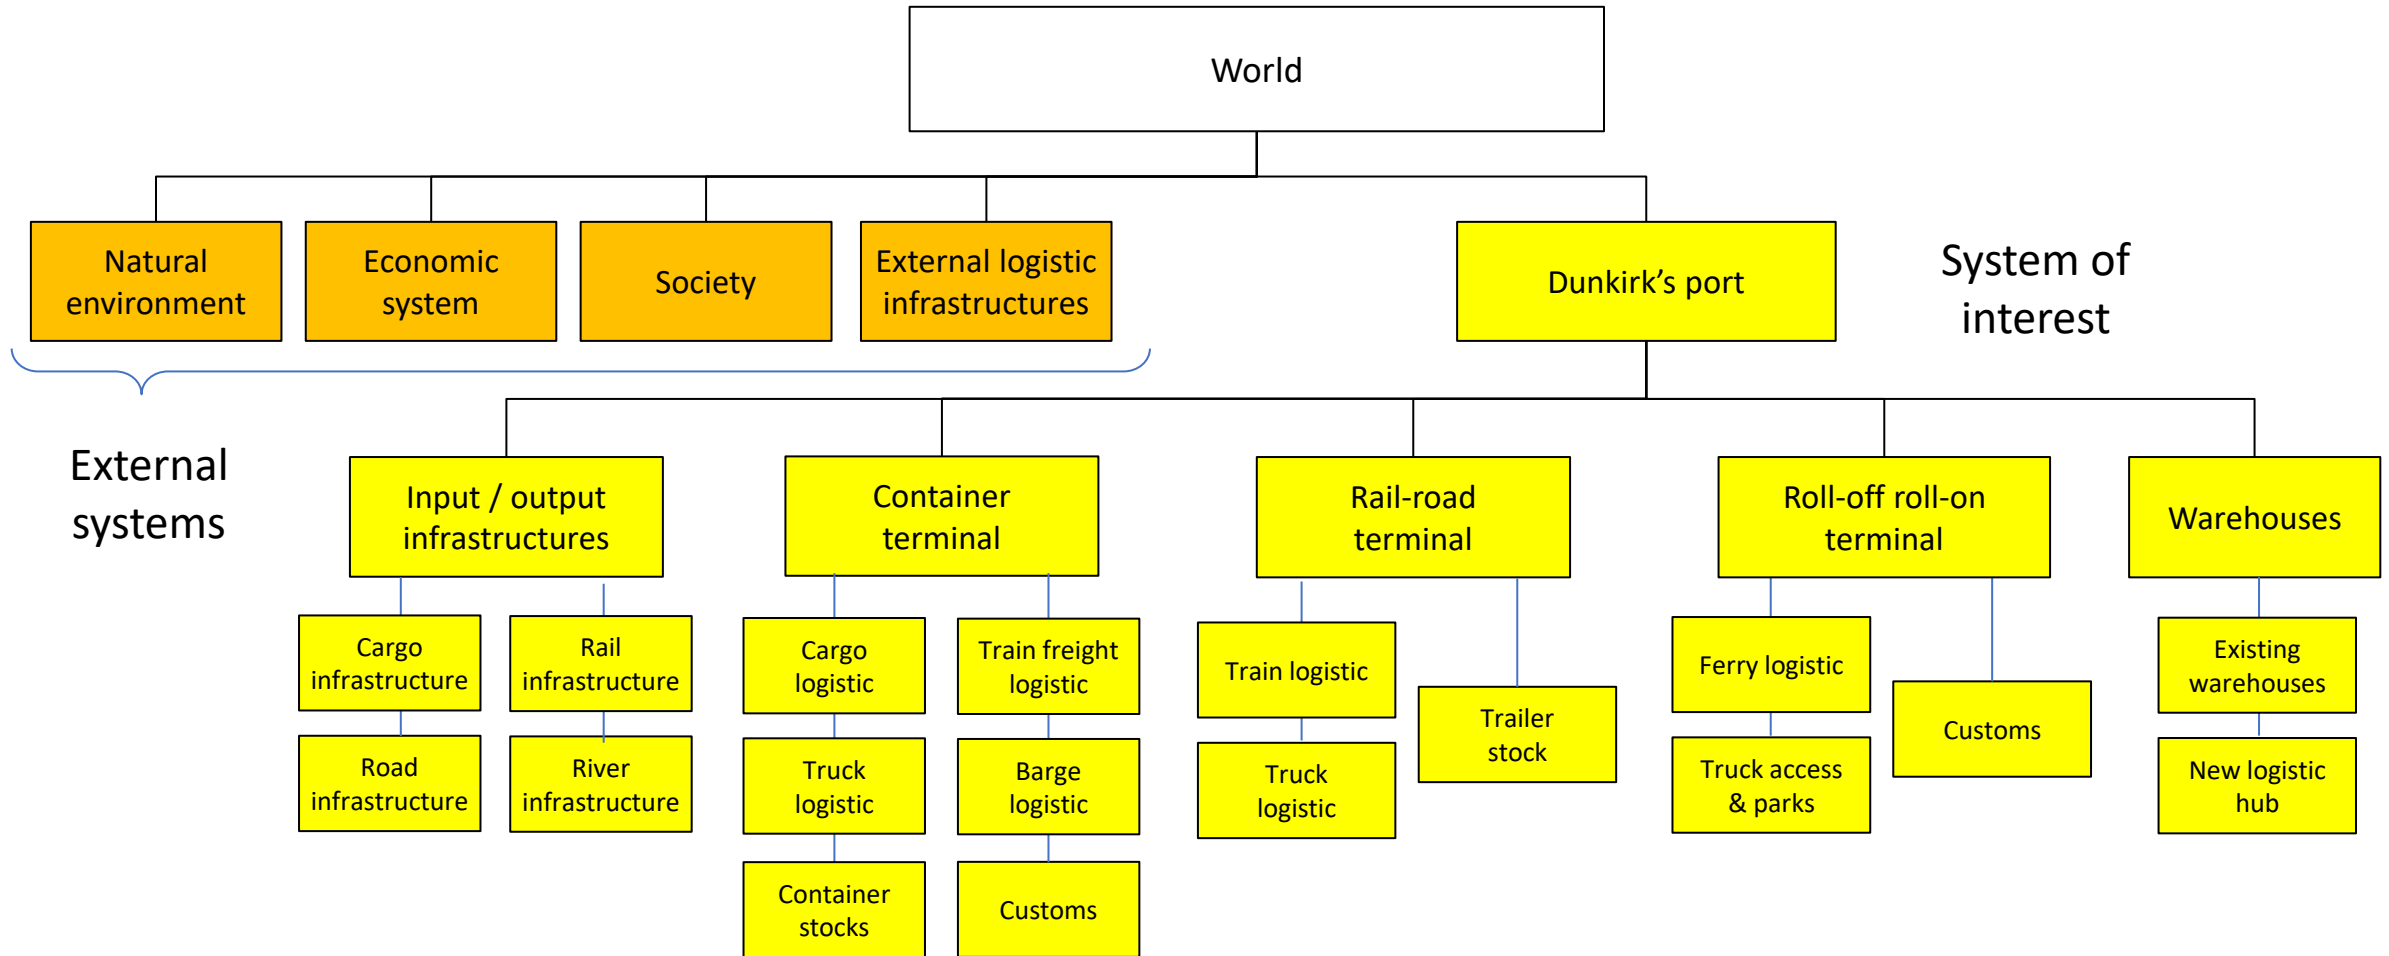 World
Natural
environment
Economic
system
Society
External logistic
infrastructures
Dunkirk’s port
System of
interest
External
systems
Input / output
infrastructures
Container
terminal
Rail-road
terminal
Roll-off roll-on
terminal
Warehouses
Cargo
infrastructure
Rail
infrastructure
Road
infrastructure
River
infrastructure
Cargo
logistic
Train freight
logistic
Truck
logistic
Barge
logistic
Container
stocks
Customs
Train logistic
Trailer
stock
Truck
logistic
Ferry logistic
Customs
Truck access
& parks
Existing
warehouses
New logistic
hub